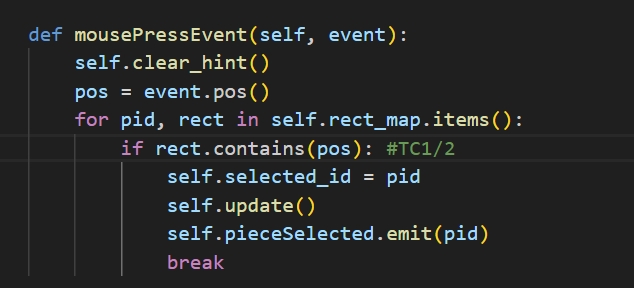 def mousePressEvent(self, event):
    self.clear_hint()
    pos = event.pos()
    for pid, rect in self.rect_map.items():
        if rect.contains(pos): #TC1/2
            self.selected_id = pid
            self.update()
            self.pieceSelected.emit(pid)
            break